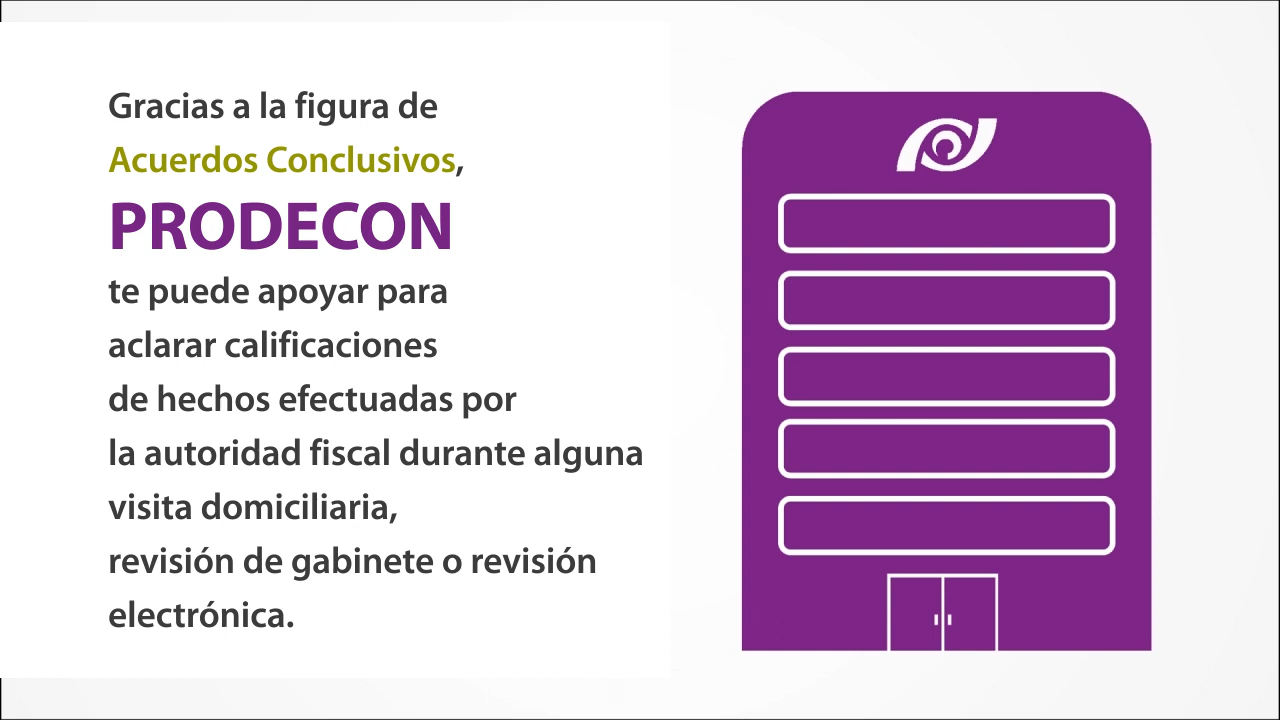 Gracias a la figura de
Acuerdos Conclusivos,
PRODECON
te puede apoyar para
aclarar calificaciones
de hechos efectuadas por
la autoridad fiscal durante alguna
visita domiciliaria,
revisión de gabinete o revisión
electrónica.